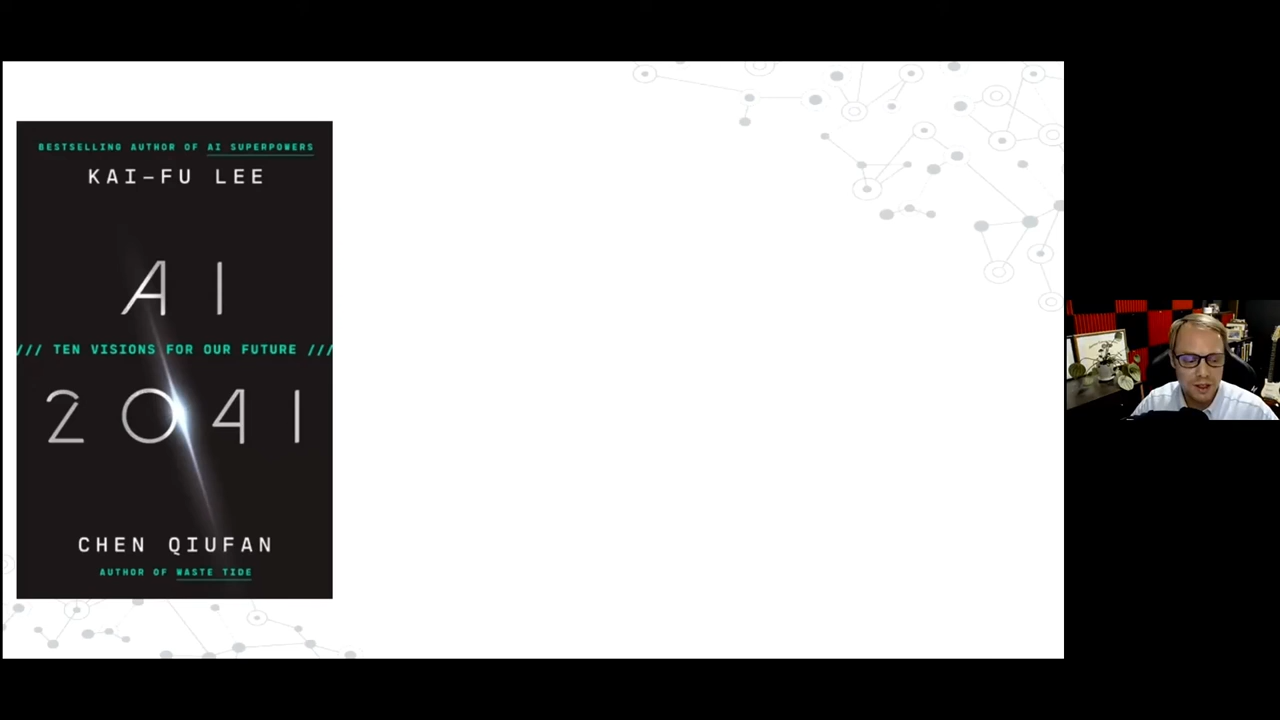 BESTSELLING AUTHOR OF AI SUPERPOWERS
KAI-FU LEE
AI
/// TEN VISIONS FOR OUR FUTURE ///
2041
CHEN QIUFAN
AUTHOR OF WASTE TIDE